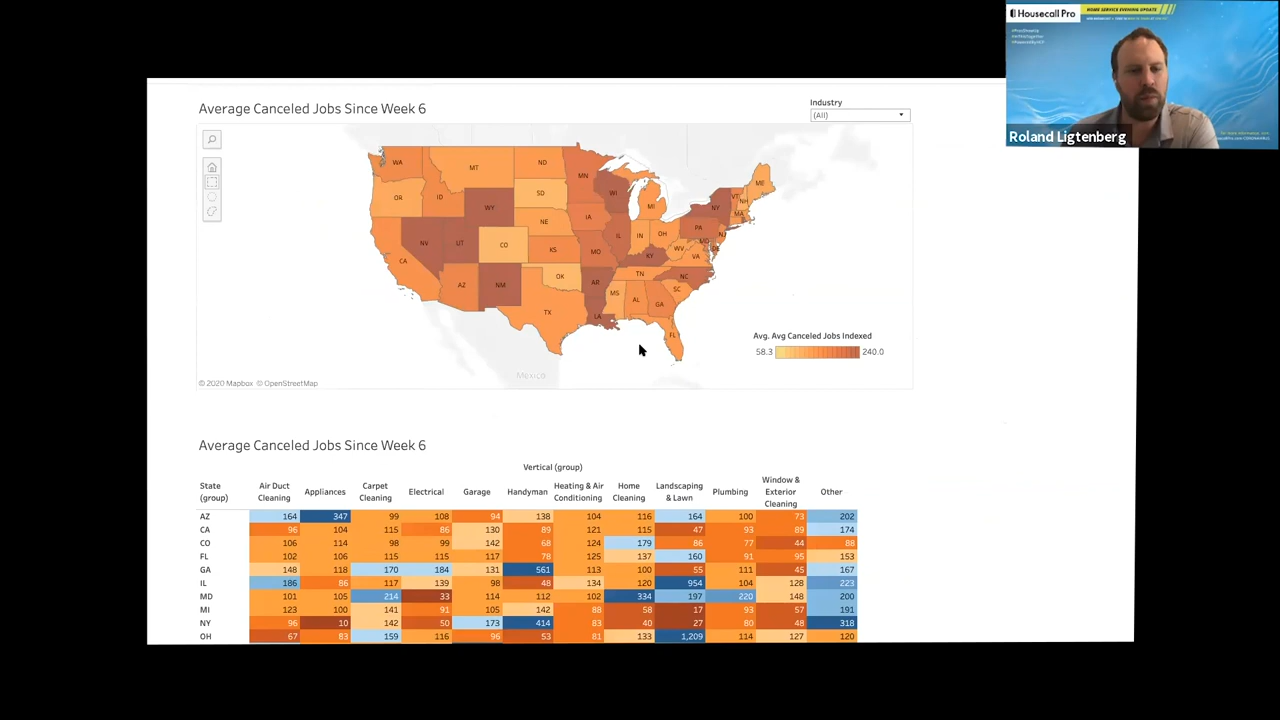 Housecall Pro
HOME SERVICE EVENING UPDATE
Roland Ligtenberg
Average Canceled Jobs Since Week 6
Industry
(All)
WA
MT
ND
MN
ME
OR
ID
SD
WI
VT
NH
WY
MI
NY
MA
NV
UT
NE
IA
PA
NJ
CO
IL
IN
OH
MD
DE
CA
KS
MO
KY
WV
VA
AZ
NM
OK
AR
TN
NC
MS
AL
GA
SC
TX
LA
FL
Mexico
Avg. Avg Canceled Jobs Indexed
58.3 240.0
© 2020 Mapbox © OpenStreetMap
Average Canceled Jobs Since Week 6
Vertical (group)
State (group) Air Duct Cleaning Appliances Carpet Cleaning Electrical Garage Handyman Heating & Air Conditioning Home Cleaning Landscaping & Lawn Plumbing Window & Exterior Cleaning Other
AZ 164 347 99 108 94 138 104 116 164 100 73 202
CA 96 104 115 86 130 89 121 115 47 93 89 174
CO 106 114 98 99 142 68 124 179 86 77 44 88
FL 102 106 115 115 117 78 125 137 160 91 95 153
GA 148 118 170 184 131 561 113 100 55 111 45 167
IL 186 86 117 139 98 48 134 120 954 104 128 223
MD 101 105 214 33 114 112 102 334 197 220 148 200
MI 123 100 141 91 105 142 88 58 17 93 57 191
NY 96 10 142 50 173 414 83 40 27 80 48 318
OH 67 83 159 116 96 53 81 133 1,209 114 127 120